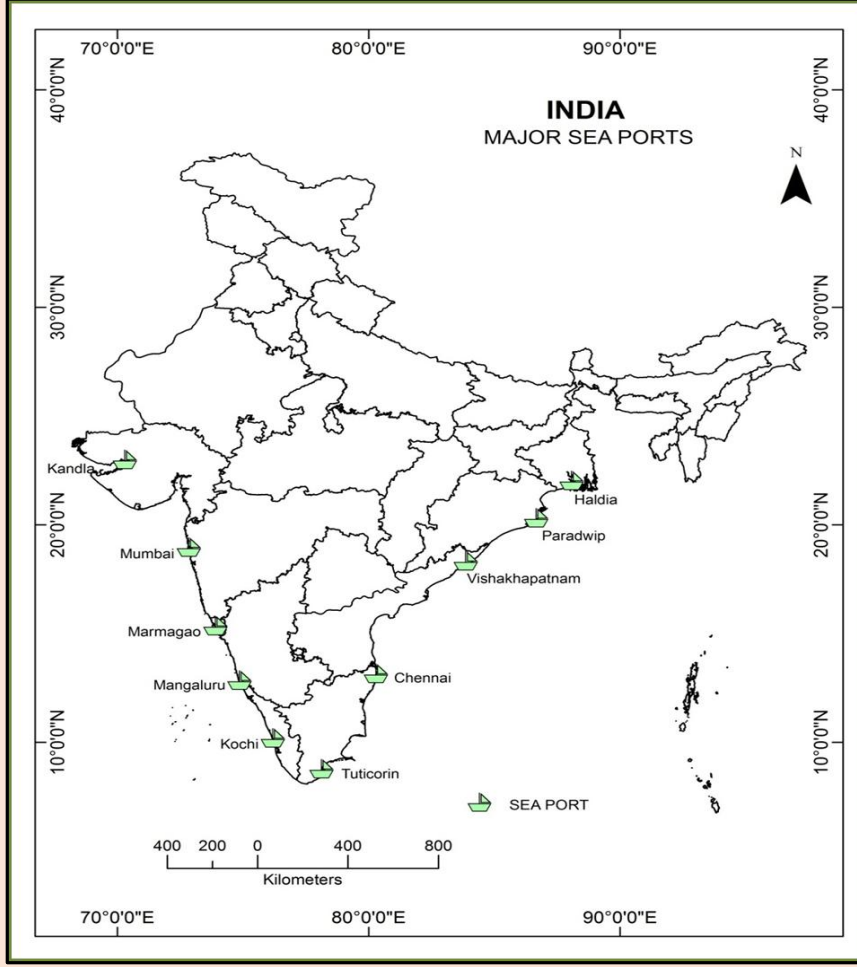 70°0'0"E 80°0'0"E 90°0'0"E
40°0'0"N 40°0'0"N
INDIA
MAJOR SEA PORTS
N
30°0'0"N 30°0'0"N
Kandla
Haldia
20°0'0"N 20°0'0"N
Paradwip
Mumbai
Vishakhapatnam
Marmagao
Chennai
Mangaluru
10°0'0"N 10°0'0"N
Kochi
Tuticorin
SEA PORT
400 200 0 400 800
Kilometers
70°0'0"E 80°0'0"E 90°0'0"E